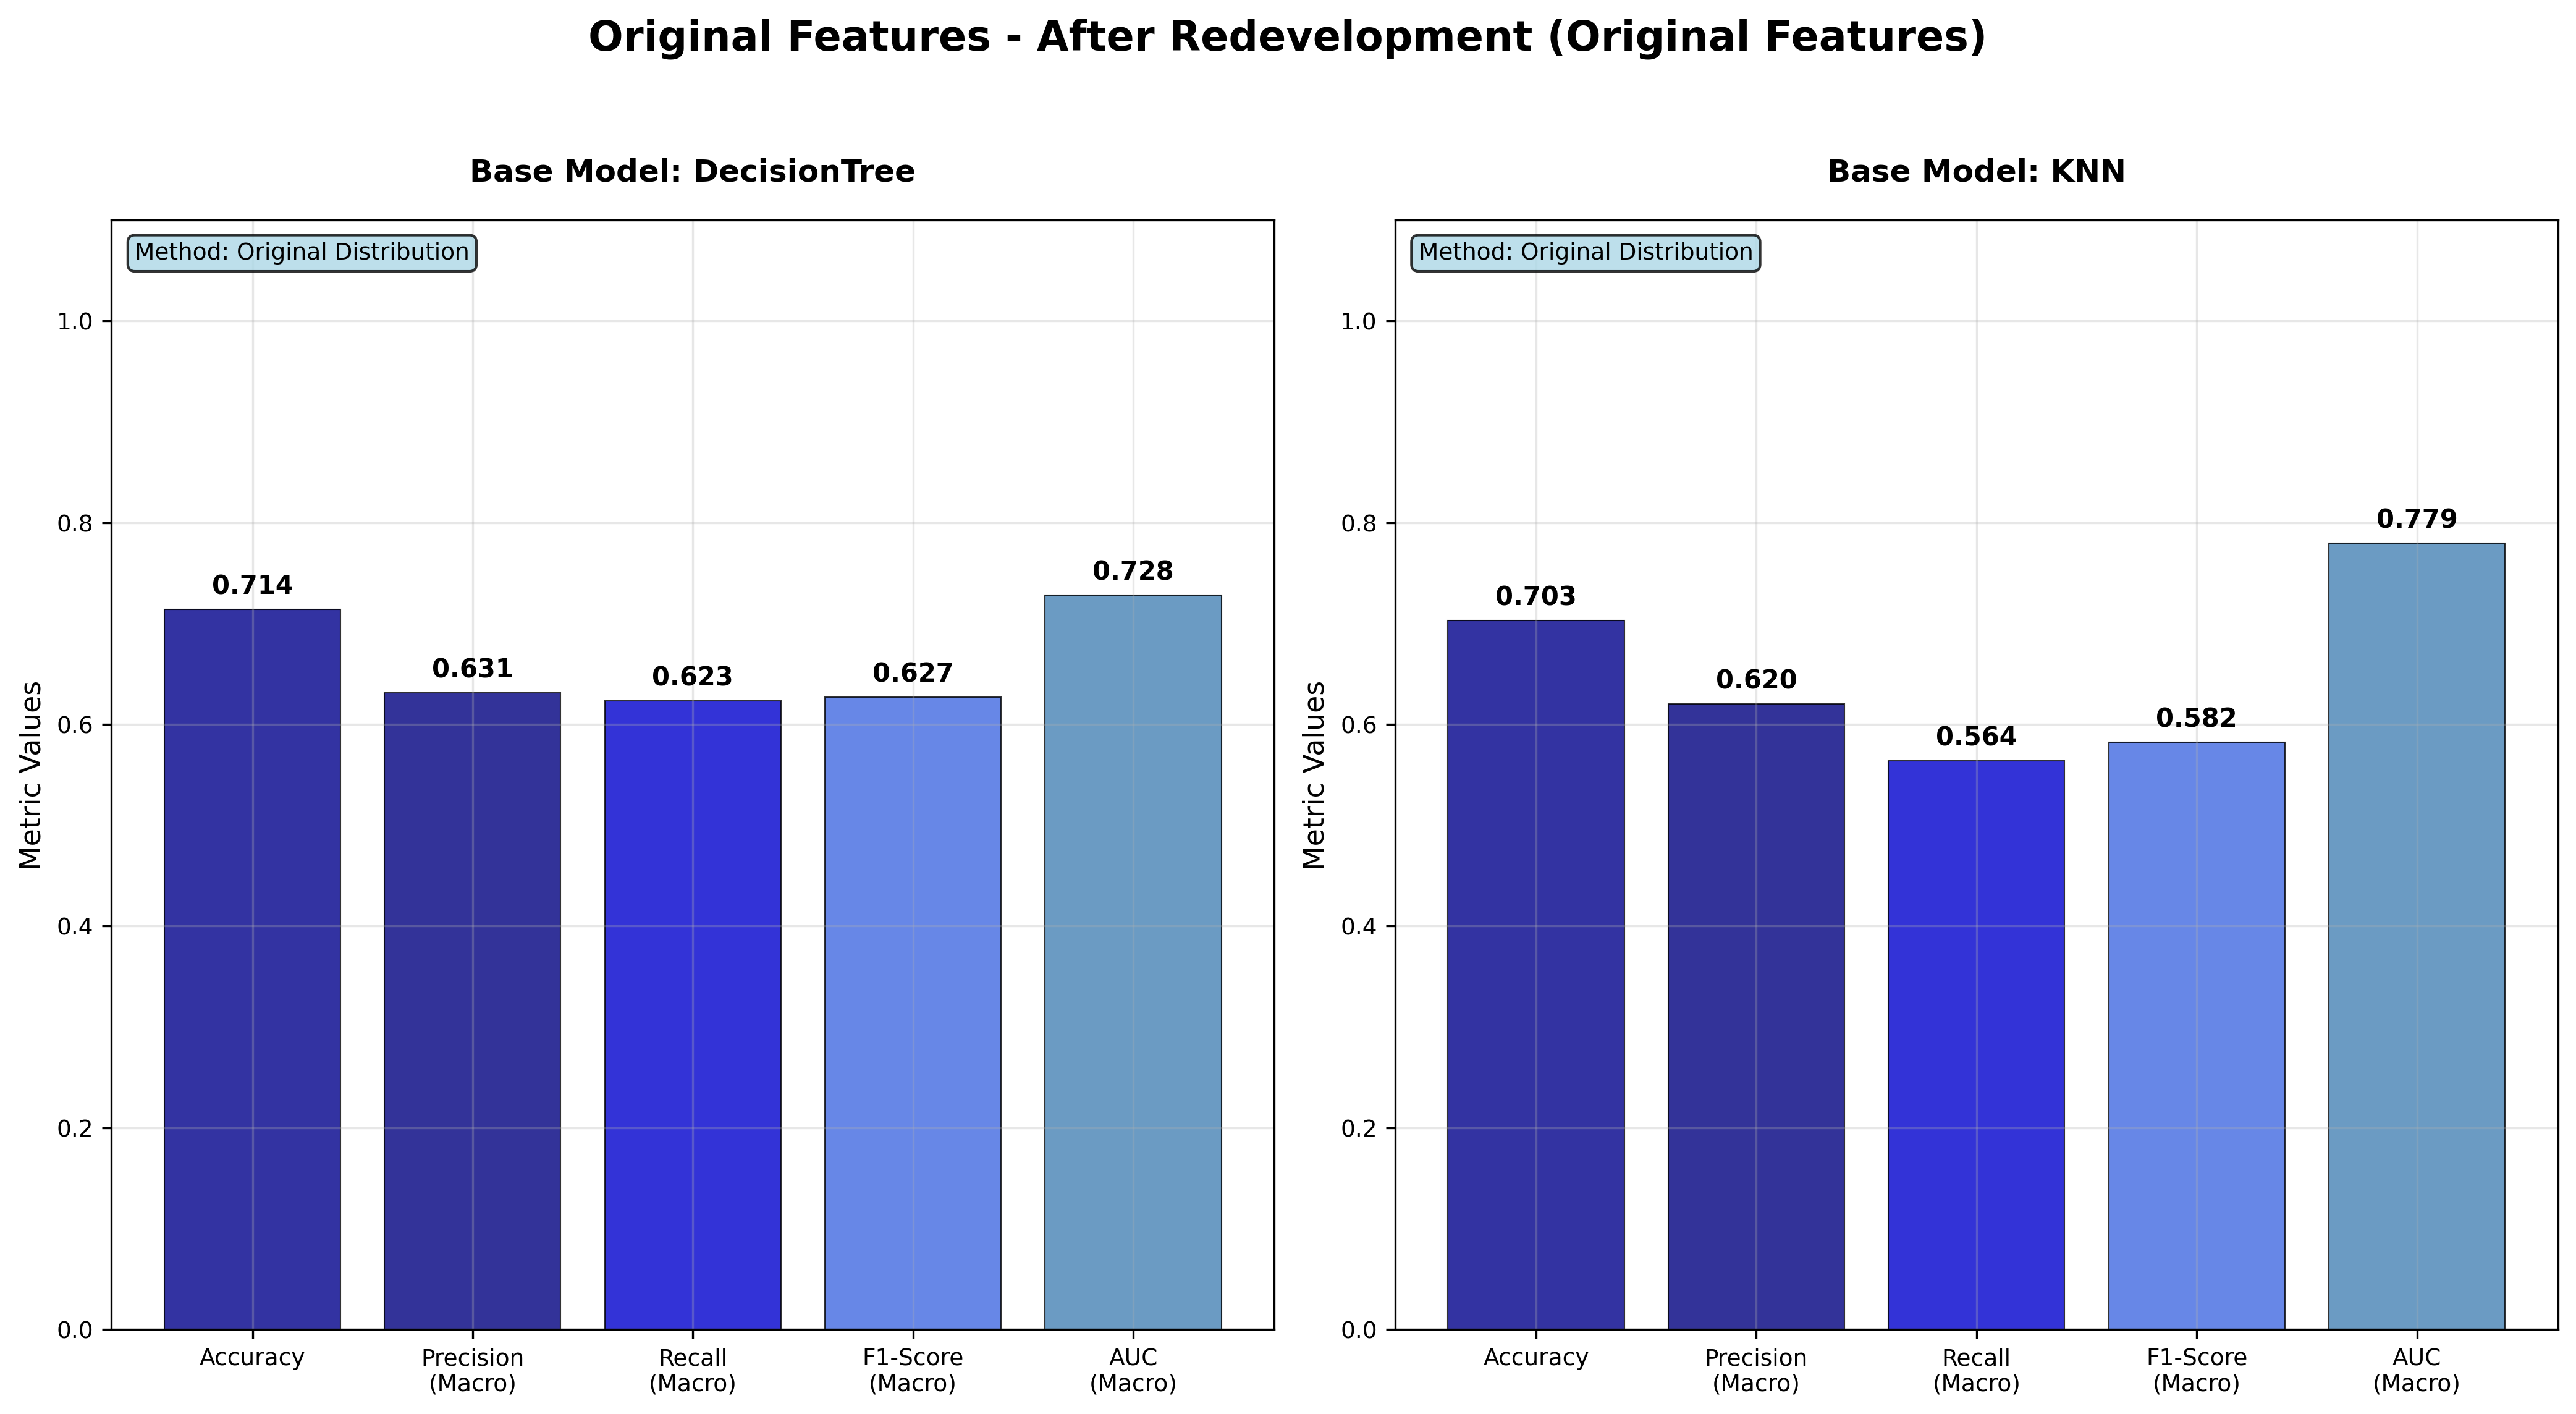 Original Features - After Redevelopment (Original Features)
Base Model: DecisionTree
Method: Original Distribution
Metric Values
1.0
0.8
0.6
0.4
0.2
0.0
0.714
0.631
0.623
0.627
0.728
Accuracy
Precision
(Macro)
Recall
(Macro)
F1-Score
(Macro)
AUC
(Macro)
Base Model: KNN
Method: Original Distribution
Metric Values
1.0
0.8
0.6
0.4
0.2
0.0
0.703
0.620
0.564
0.582
0.779
Accuracy
Precision
(Macro)
Recall
(Macro)
F1-Score
(Macro)
AUC
(Macro)